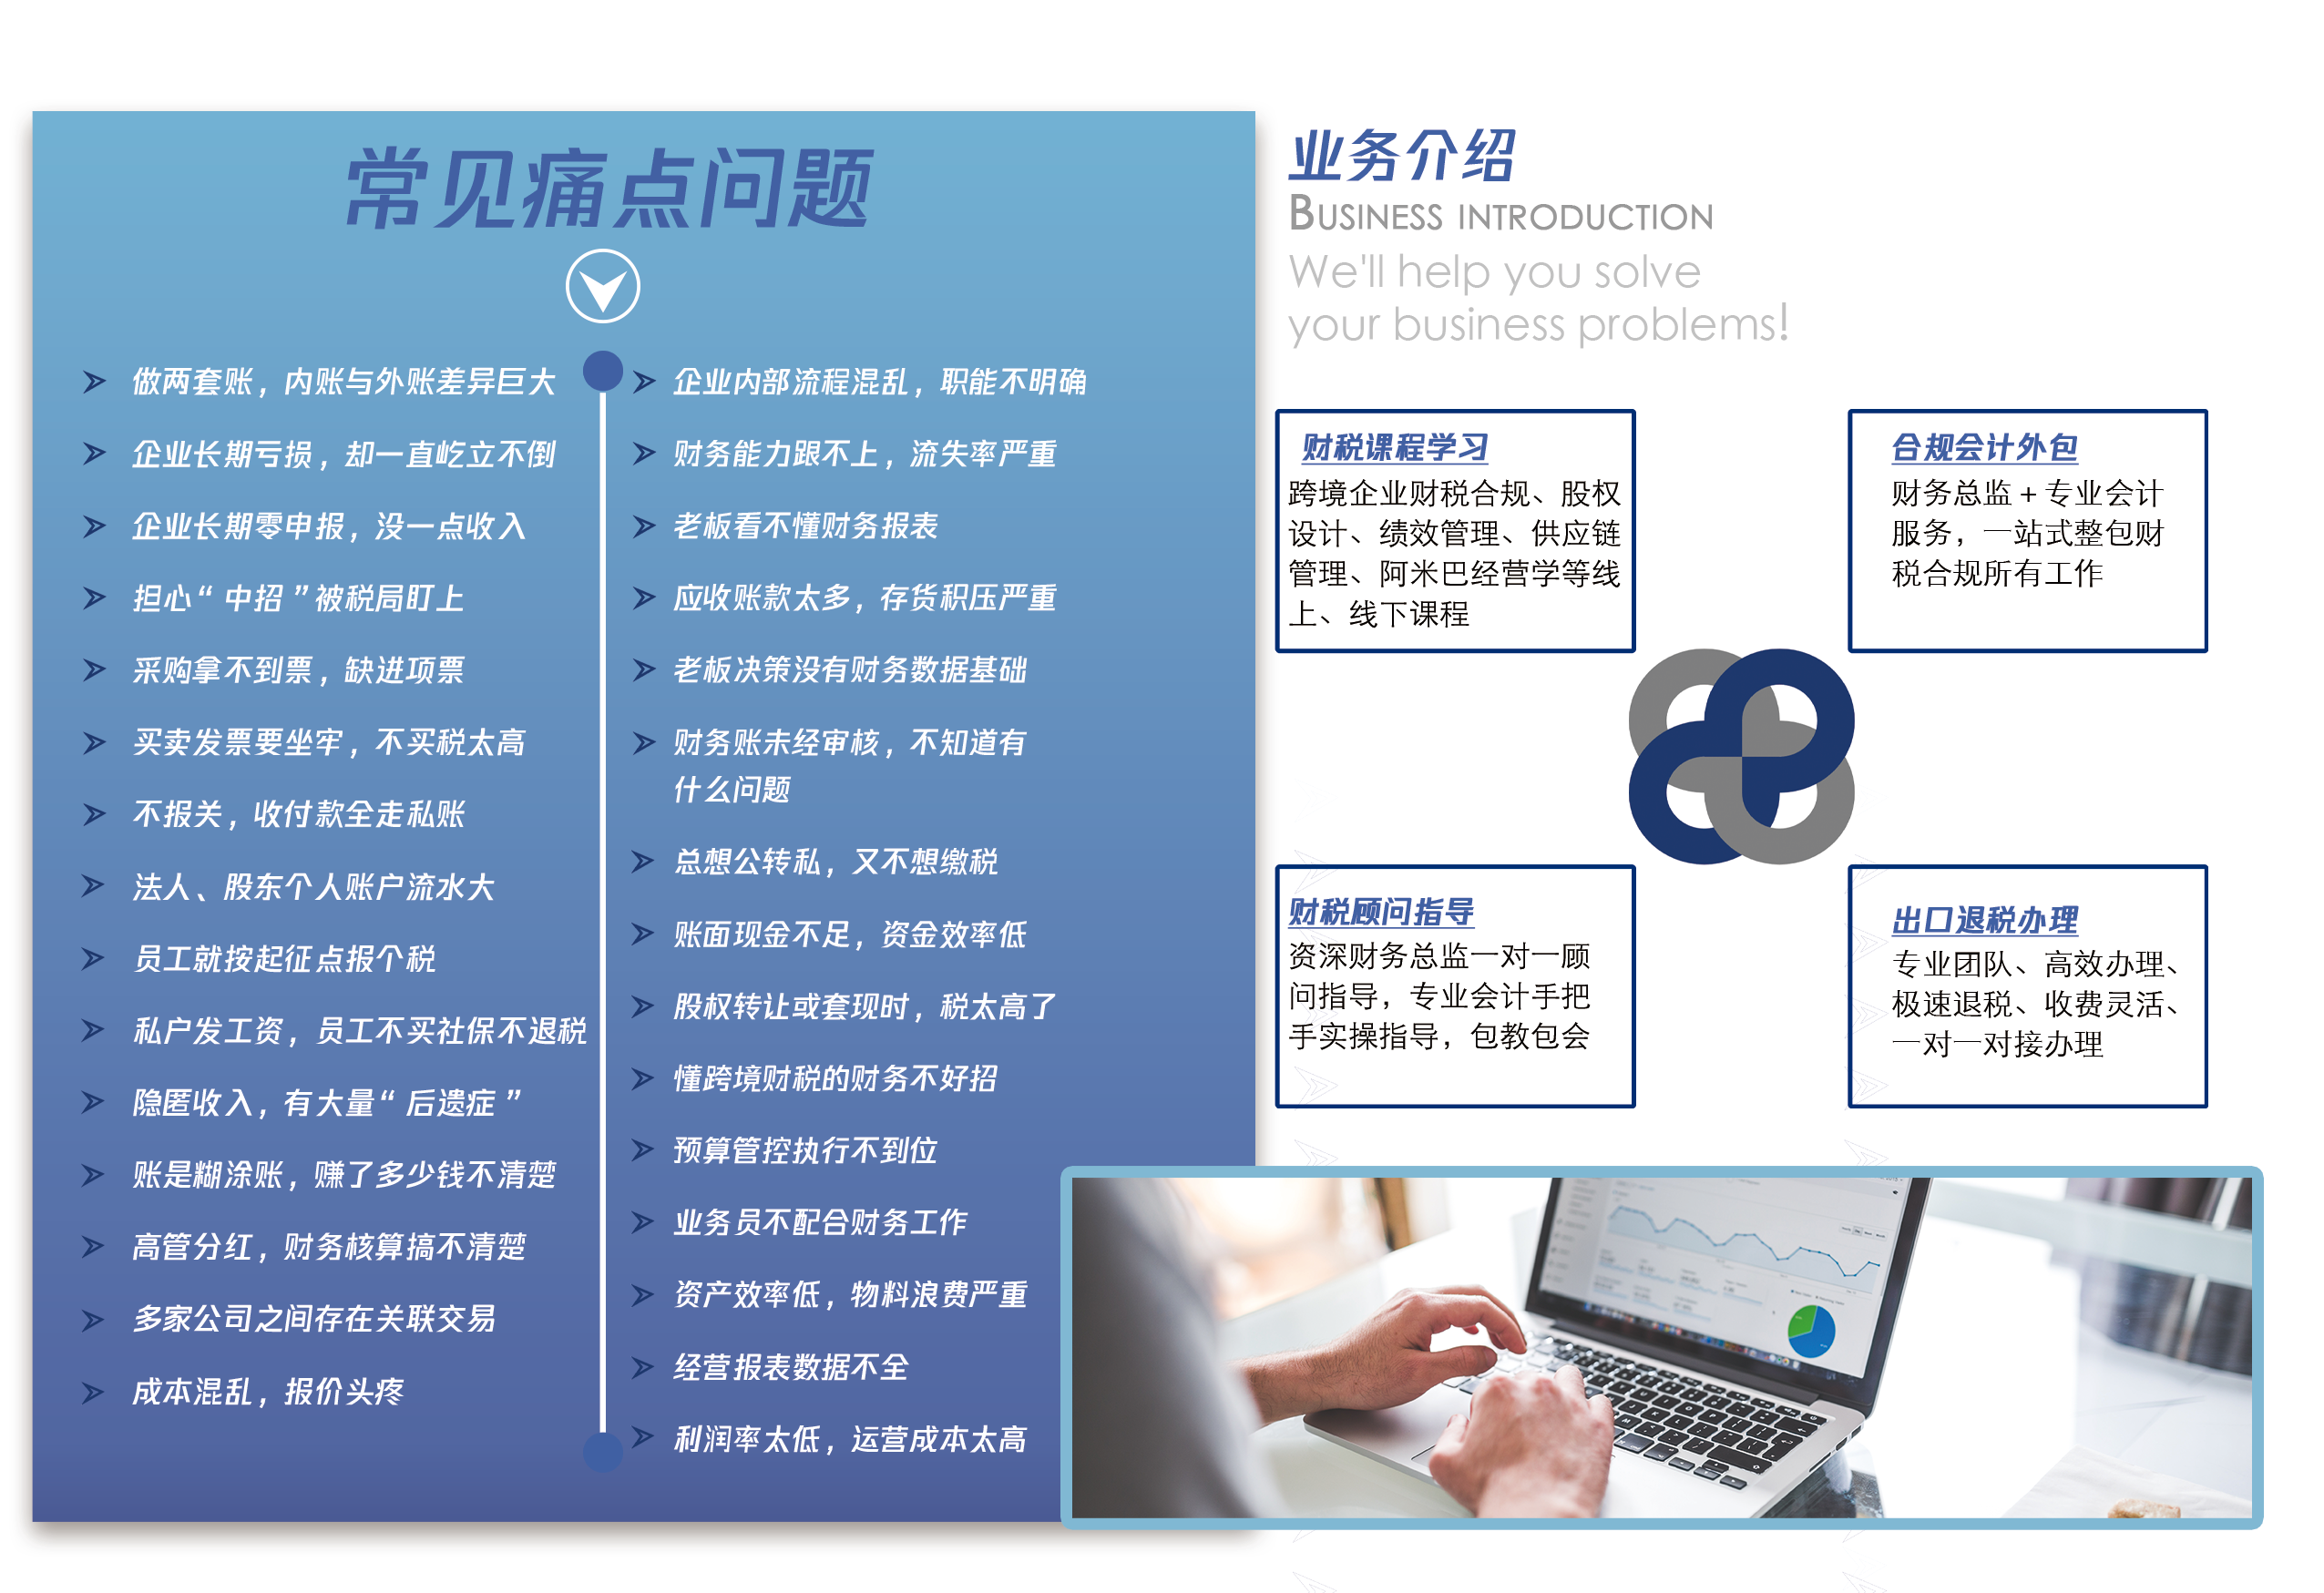 常见痛点问题
做两套账，内账与外账差异巨大
企业长期亏损，却一直屹立不倒
企业长期零申报，没一点收入
担心“中招”被税局盯上
采购拿不到票，缺进项票
买卖发票要坐牢，不买税太高
不报关，收付款全走私账
法人、股东个人账户流水大
员工就按起征点报个税
私户发工资，员工不买社保不退税
隐匿收入，有大量“后遗症”
账是糊涂账，赚了多少钱不清楚
高管分红，财务核算搞不清楚
多家公司之间存在关联交易
成本混乱，报价头疼
企业内部流程混乱，职能不明确
财务能力跟不上，流失率严重
老板看不懂财务报表
应收账款太多，存货积压严重
老板决策没有财务数据基础
财务账未经审核，不知道有
什么问题
总想公转私，又不想缴税
账面现金不足，资金效率低
股权转让或套现时，税太高了
懂跨境财税的财务不好招
预算管控执行不到位
业务员不配合财务工作
资产效率低，物料浪费严重
经营报表数据不全
利润率太低，运营成本太高
业务介绍
BUSINESS INTRODUCTION
We'll help you solve
your business problems!
财税课程学习
跨境企业财税合规、股权
设计、绩效管理、供应链
管理、阿米巴经营学等线
上、线下课程
合规会计外包
财务总监+专业会计
服务，一站式整包财
税合规所有工作
财税顾问指导
资深财务总监一对一顾
问指导，专业会计手把
手实操指导，包教包会
出口退税办理
专业团队、高效办理、
极速退税、收费灵活、
一对一对接办理